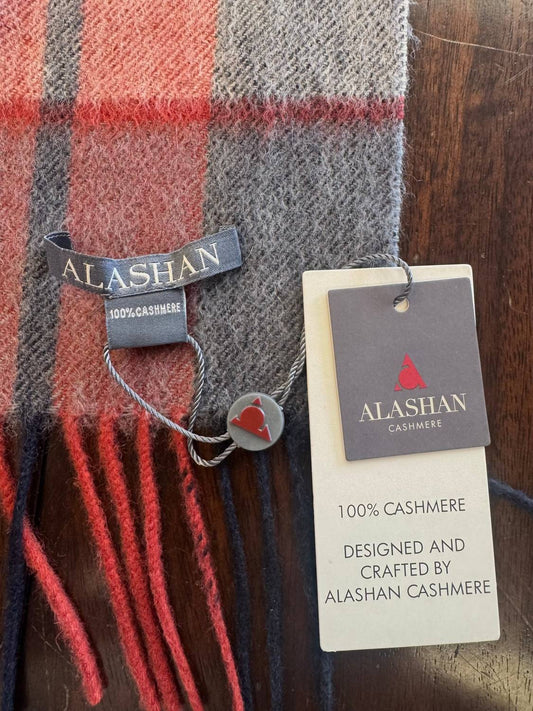 ALASHAN
100% CASHMERE
ALASHAN
CASHMERE
100% CASHMERE
DESIGNED AND
CRAFTED BY
ALASHAN CASHMERE